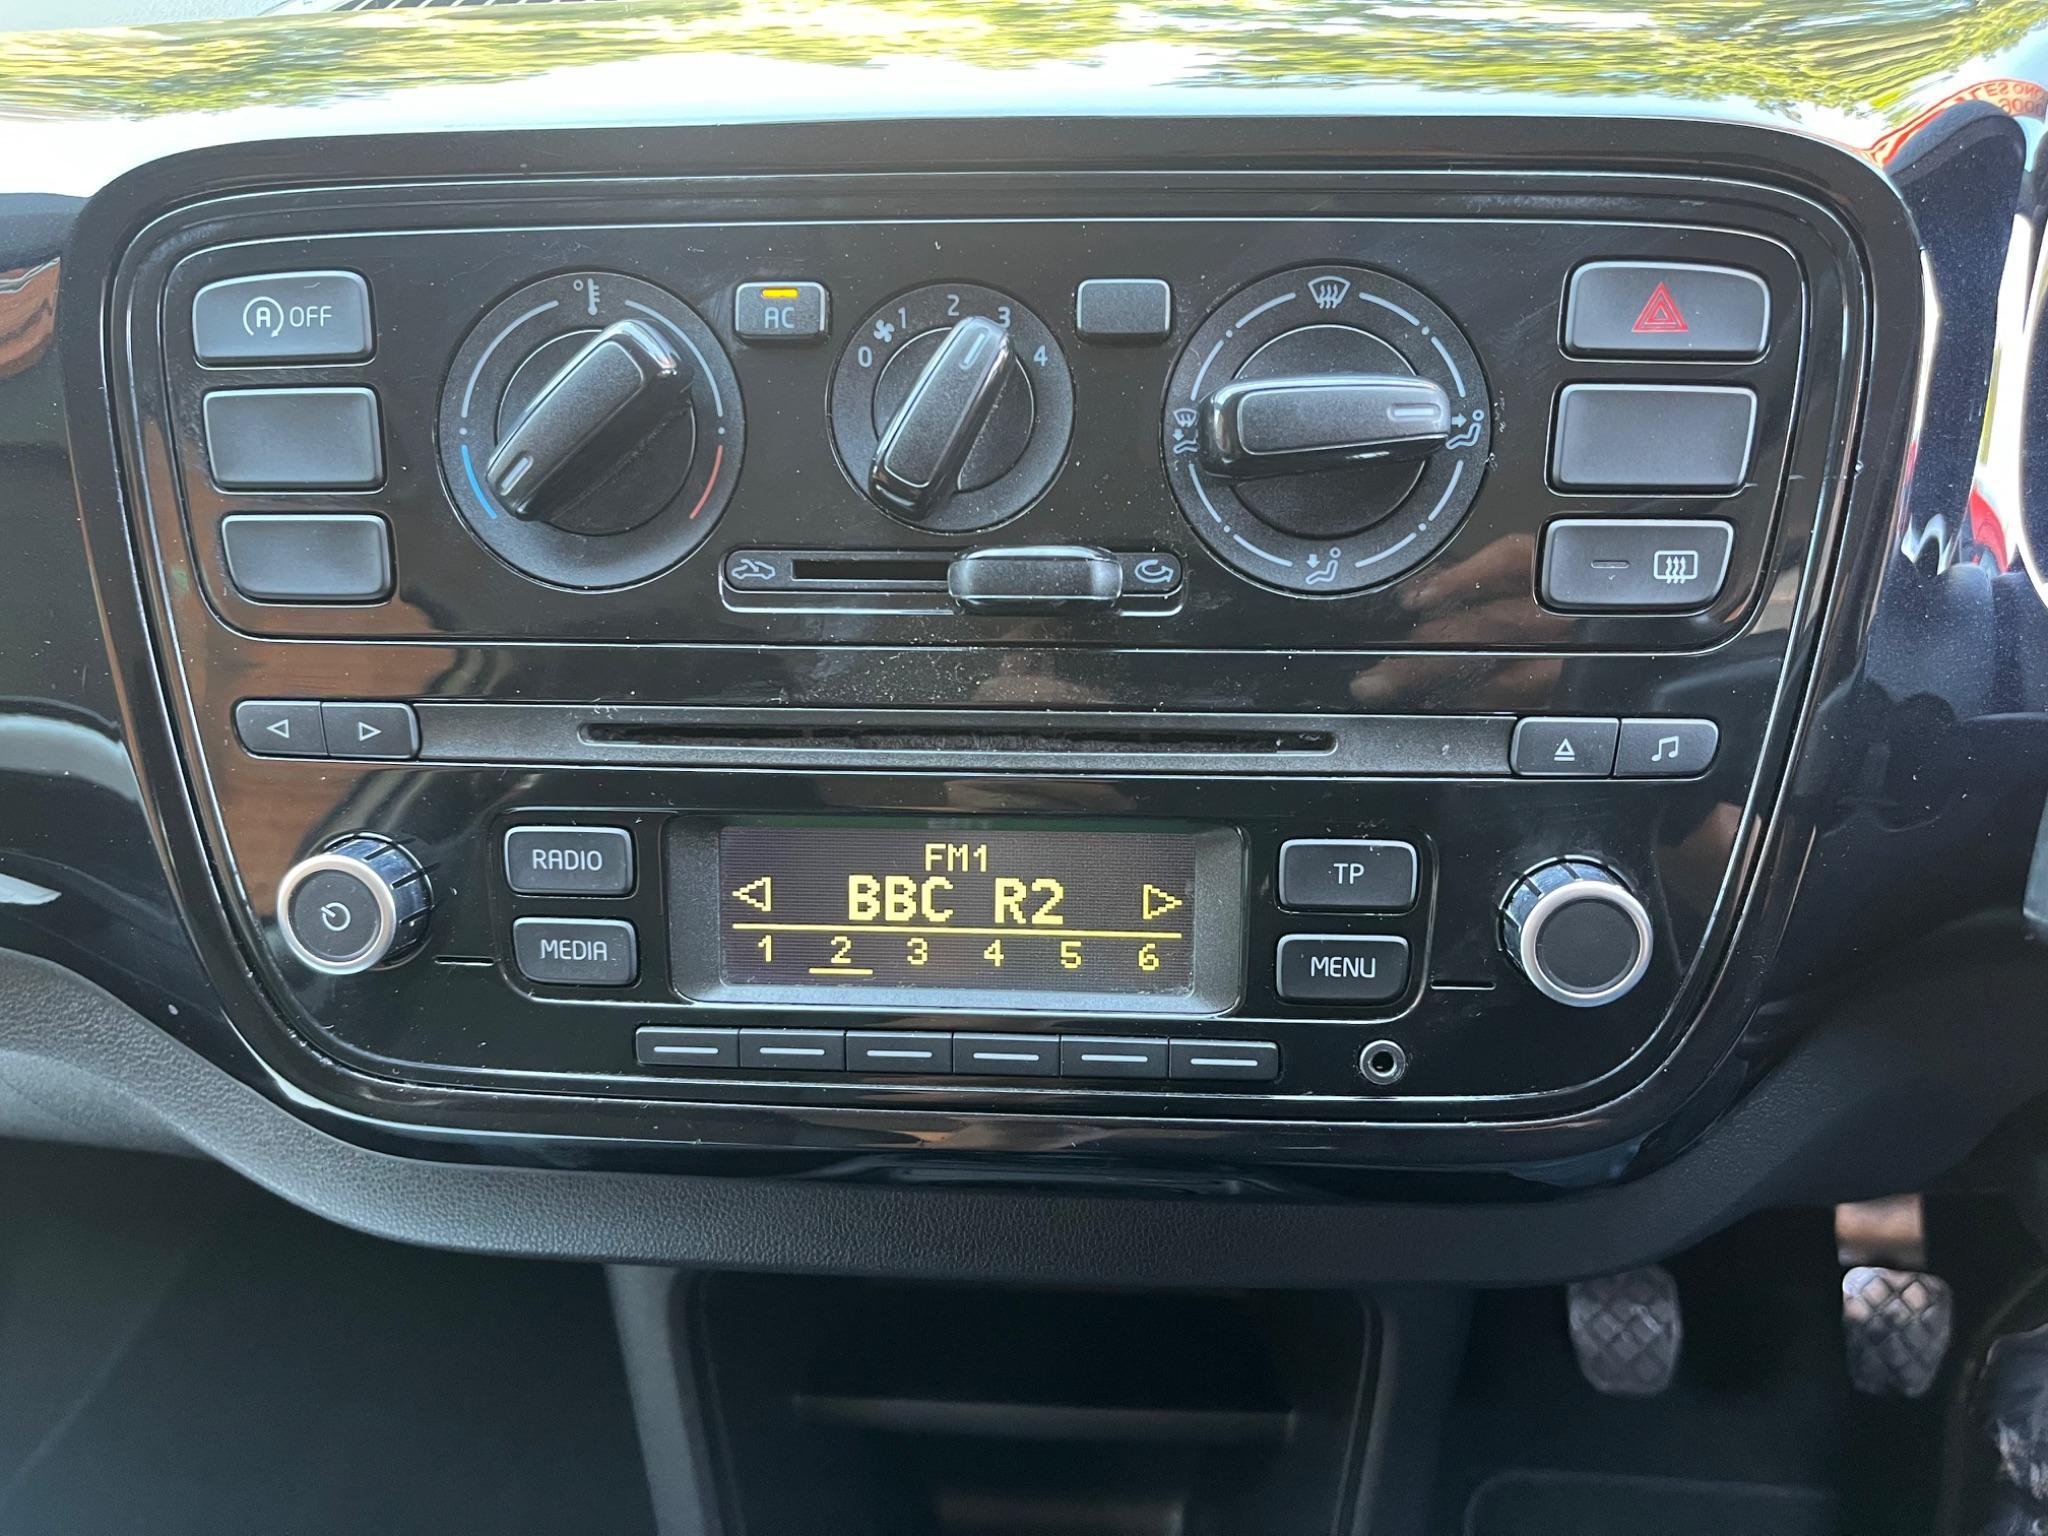 OFF
AC
0 1 2 3 4
RADIO
MEDIA
FM1
BBC R2
1 2 3 4 5 6
TP
MENU